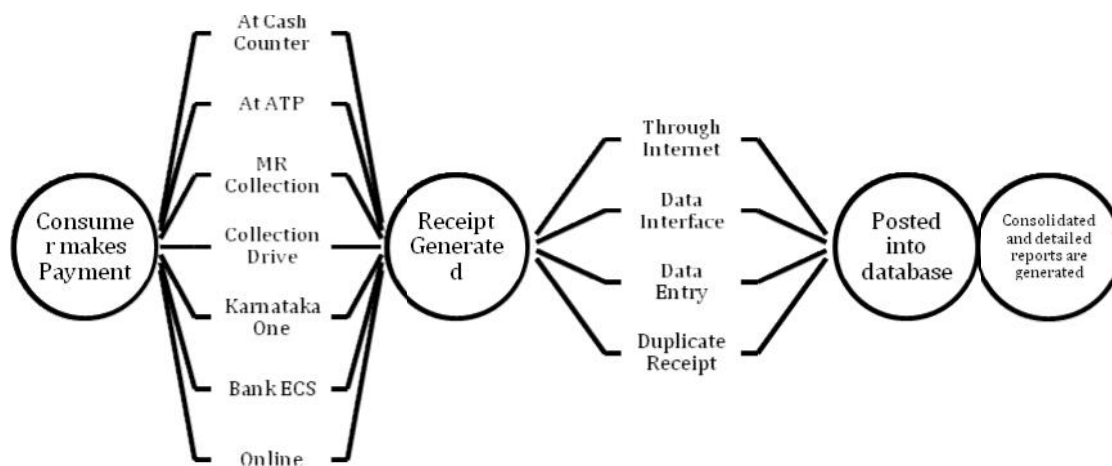 Consume
r makes
Payment
At Cash
Counter
At ATP
MR
Collection
Collection
Drive
Karnataka
One
Bank ECS
Online
Receipt
Generate
d
Through
Internet
Data
Interface
Data
Entry
Duplicate
Receipt
Posted
into
database
Consolidated
and detailed
reports are
generated